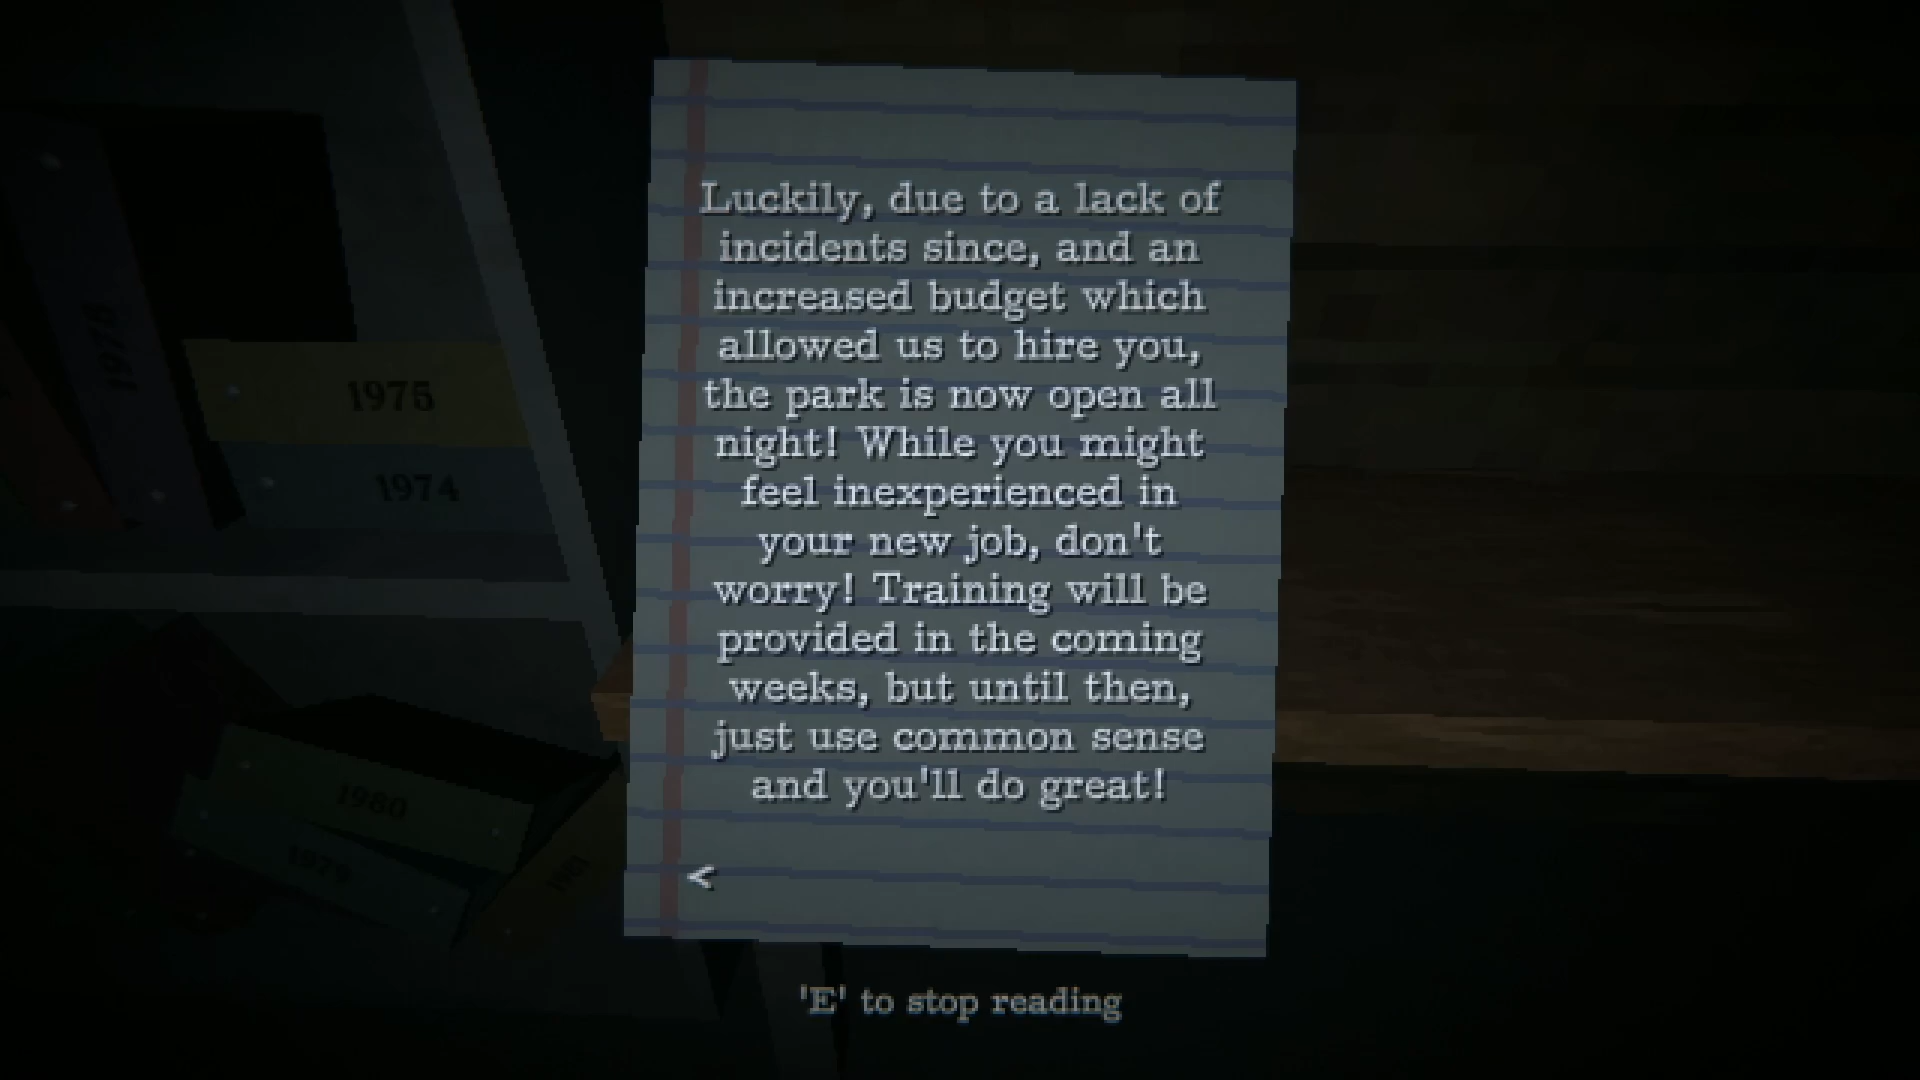 Luckily, due to a lack of
incidents since, and an
increased budget which
allowed us to hire you,
the park is now open all
night! While you might
feel inexperienced in
your new job, don't
worry! Training will be
provided in the coming
weeks, but until then,
just use common sense
and you'll do great!
<
'E' to stop reading
1975
1974
1980
1979